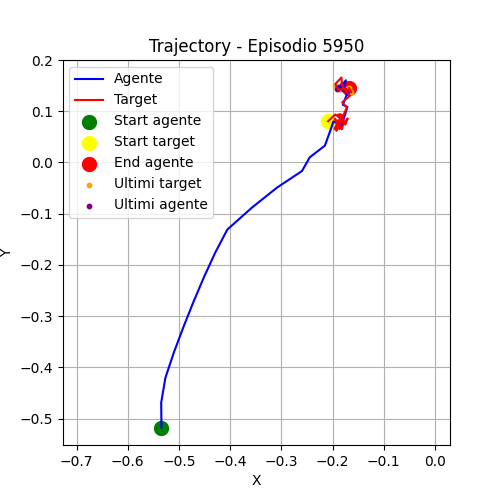 Trajectory - Episodio 5950
Agente
Target
Start agente
Start target
End agente
Ultimi target
Ultimi agente
0.2
0.1
0.0
−0.1
−0.2
−0.3
−0.4
−0.5
Y
−0.7
−0.6
−0.5
−0.4
−0.3
−0.2
−0.1
0.0
X